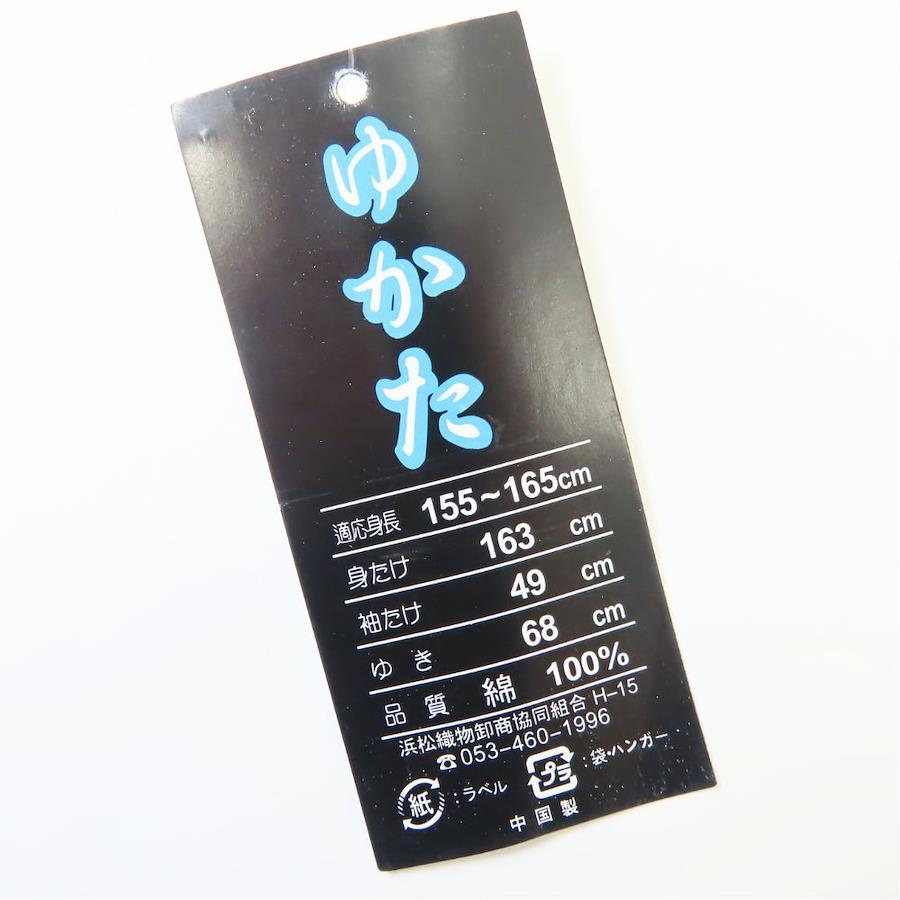 ゆかた
適応身長 155~165cm
身たけ 163 cm
袖たけ 49 cm
ゆき 68 cm
品質 綿 100%
浜松織物卸商協同組合 H-15
☎053-460-1996
紙 :ラベル プラ :袋・ハンガー
中国製